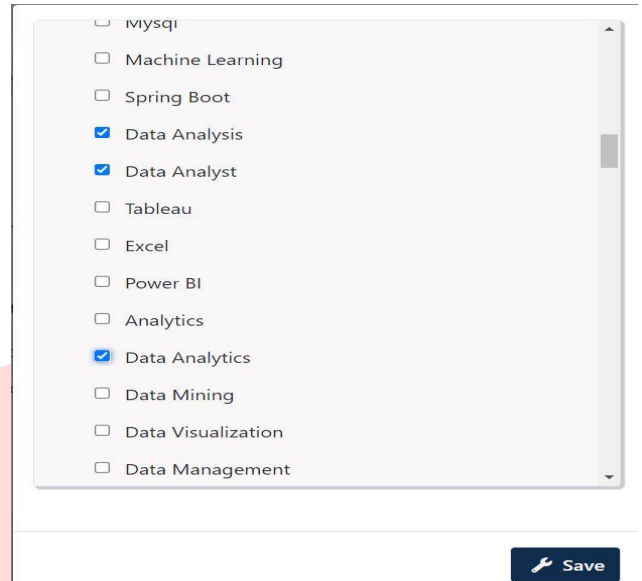 Mysql
Machine Learning
Spring Boot
Data Analysis
Data Analyst
Tableau
Excel
Power BI
Analytics
Data Analytics
Data Mining
Data Visualization
Data Management
Save